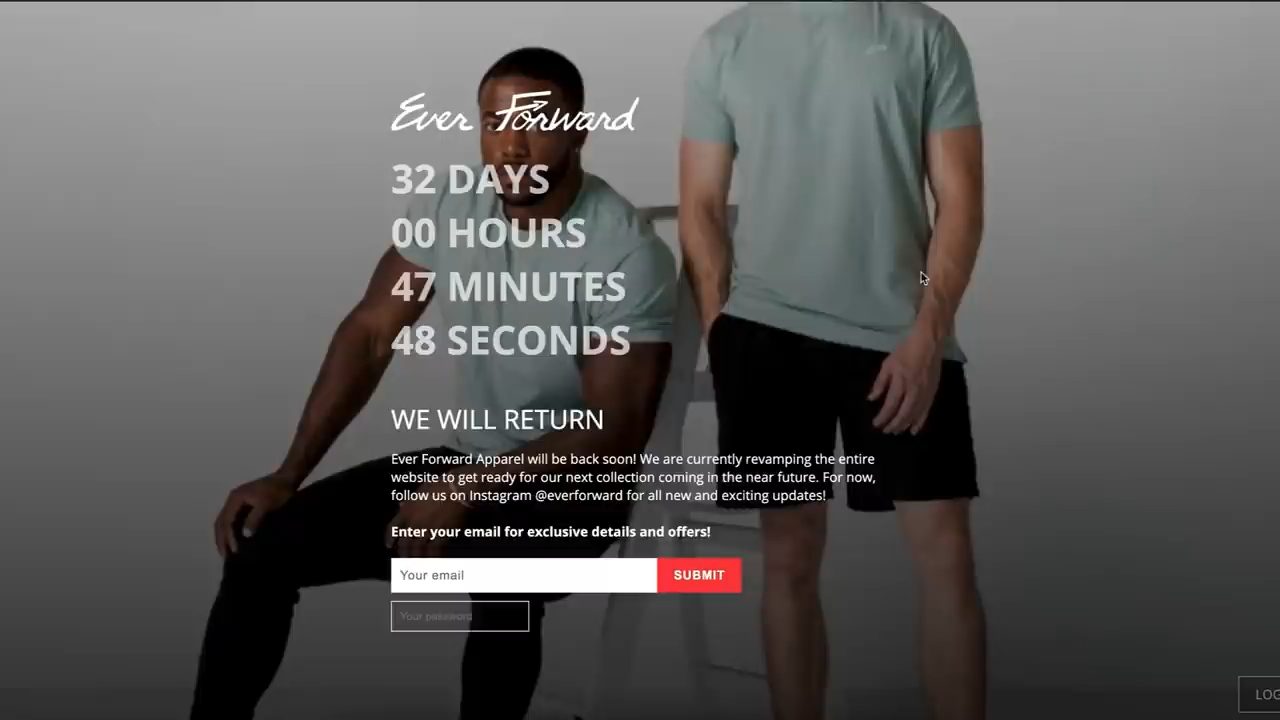 Ever Forward
32 DAYS
00 HOURS
47 MINUTES
48 SECONDS
WE WILL RETURN
Ever Forward Apparel will be back soon! We are currently revamping the entire
website to get ready for our next collection coming in the near future. For now,
follow us on Instagram @everforward for all new and exciting updates!
Enter your email for exclusive details and offers!
Your email
SUBMIT
Your password
LOG